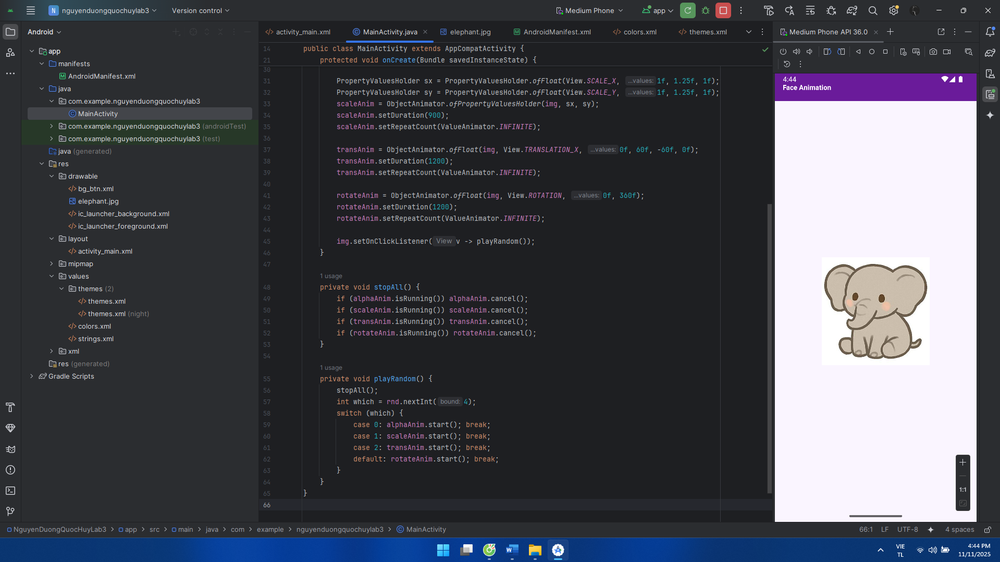 N nguyenduongquochuylab3
Version control
Medium Phone
app
Android
app
manifests
AndroidManifest.xml
java
com.example.nguyenduongquochuylab3
MainActivity
com.example.nguyenduongquochuylab3 (androidTest)
com.example.nguyenduongquochuylab3 (test)
java (generated)
res
drawable
bg_btn.xml
elephant.jpg
ic_launcher_background.xml
ic_launcher_foreground.xml
layout
activity_main.xml
mipmap
values
themes (2)
themes.xml
themes.xml (night)
colors.xml
strings.xml
xml
res (generated)
Gradle Scripts
activity_main.xml
MainActivity.java
elephant.jpg
AndroidManifest.xml
colors.xml
themes.xml
14 public class MainActivity extends AppCompatActivity {
21 protected void onCreate(Bundle savedInstanceState) {
30
31 PropertyValuesHolder sx = PropertyValuesHolder.ofFloat(View.SCALE_X, ...values: 1f, 1.25f, 1f);
32 PropertyValuesHolder sy = PropertyValuesHolder.ofFloat(View.SCALE_Y, ...values: 1f, 1.25f, 1f);
33 scaleAnim = ObjectAnimator.ofPropertyValuesHolder(img, sx, sy);
34 scaleAnim.setDuration(900);
35 scaleAnim.setRepeatCount(ValueAnimator.INFINITE);
36
37 transAnim = ObjectAnimator.ofFloat(img, View.TRANSLATION_X, ...values: 0f, 60f, -60f, 0f);
38 transAnim.setDuration(1200);
39 transAnim.setRepeatCount(ValueAnimator.INFINITE);
40
41 rotateAnim = ObjectAnimator.ofFloat(img, View.ROTATION, ...values: 0f, 360f);
42 rotateAnim.setDuration(1200);
43 rotateAnim.setRepeatCount(ValueAnimator.INFINITE);
44
45 img.setOnClickListener( View v -> playRandom());
46 }
47
1 usage
48 private void stopAll() {
49 if (alphaAnim.isRunning()) alphaAnim.cancel();
50 if (scaleAnim.isRunning()) scaleAnim.cancel();
51 if (transAnim.isRunning()) transAnim.cancel();
52 if (rotateAnim.isRunning()) rotateAnim.cancel();
53 }
54
1 usage
55 private void playRandom() {
56 stopAll();
57 int which = rnd.nextInt( bound: 4);
58 switch (which) {
59 case 0: alphaAnim.start(); break;
60 case 1: scaleAnim.start(); break;
61 case 2: transAnim.start(); break;
62 default: rotateAnim.start(); break;
63 }
64 }
65 }
66
Medium Phone API 36.0
4:44
Face Animation
1:1
NguyenDuongQuocHuyLab3 > app > src > main > java > com > example > nguyenduongquochuylab3 > MainActivity
66:1 LF UTF-8 4 spaces
VIE
TL
4:44 PM
11/11/2025